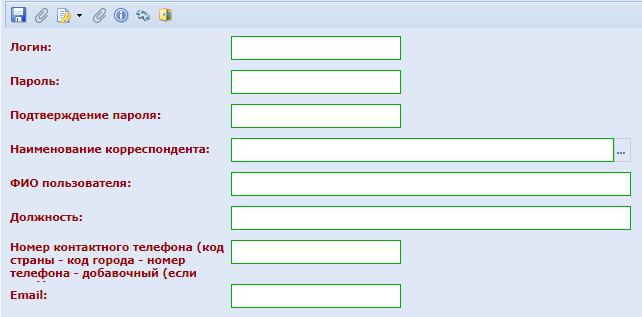 Логин:
Пароль:
Подтверждение пароля:
Наименование корреспондента:
...
ФИО пользователя:
Должность:
Номер контактного телефона (код
страны - код города - номер
телефона - добавочный (если
Email: